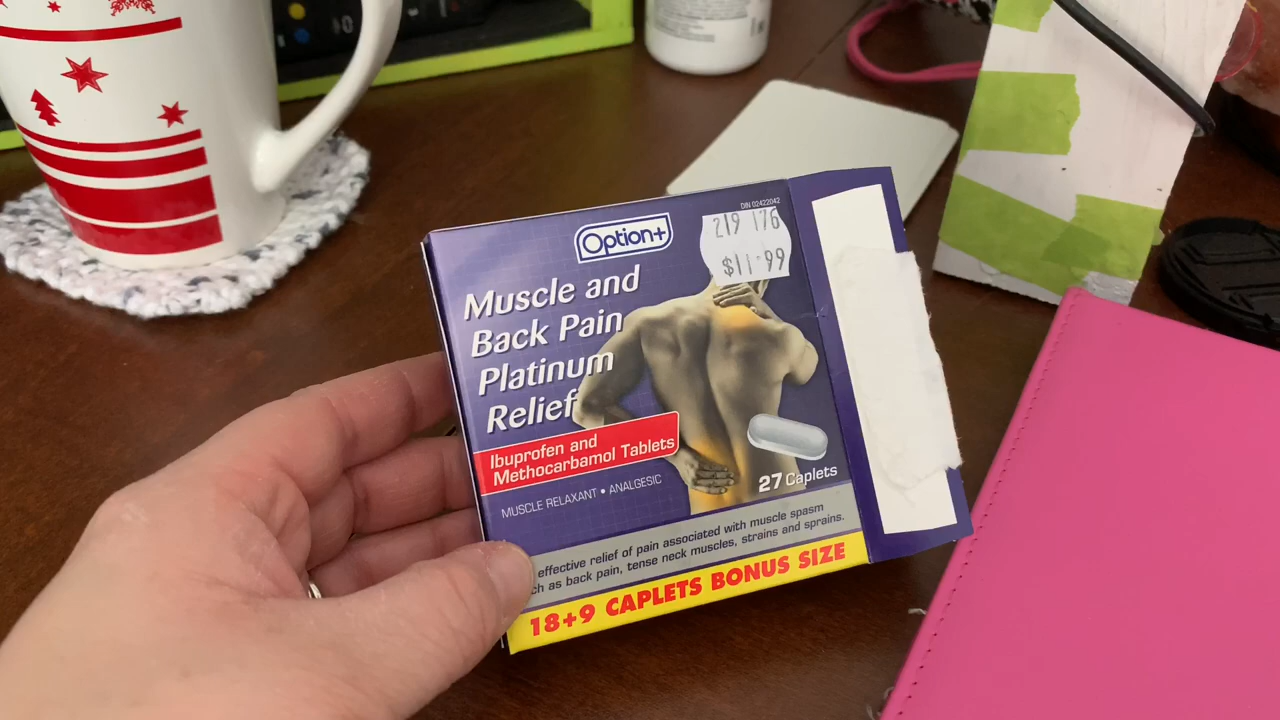 DIN 02422042
Option+
219 176
$11.99
Muscle and
Back Pain
Platinum
Relief
Ibuprofen and
Methocarbamol Tablets
MUSCLE RELAXANT • ANALGESIC
27 Caplets
effective relief of pain associated with muscle spasm
ch as back pain, tense neck muscles, strains and sprains.
18+9 CAPLETS BONUS SIZE